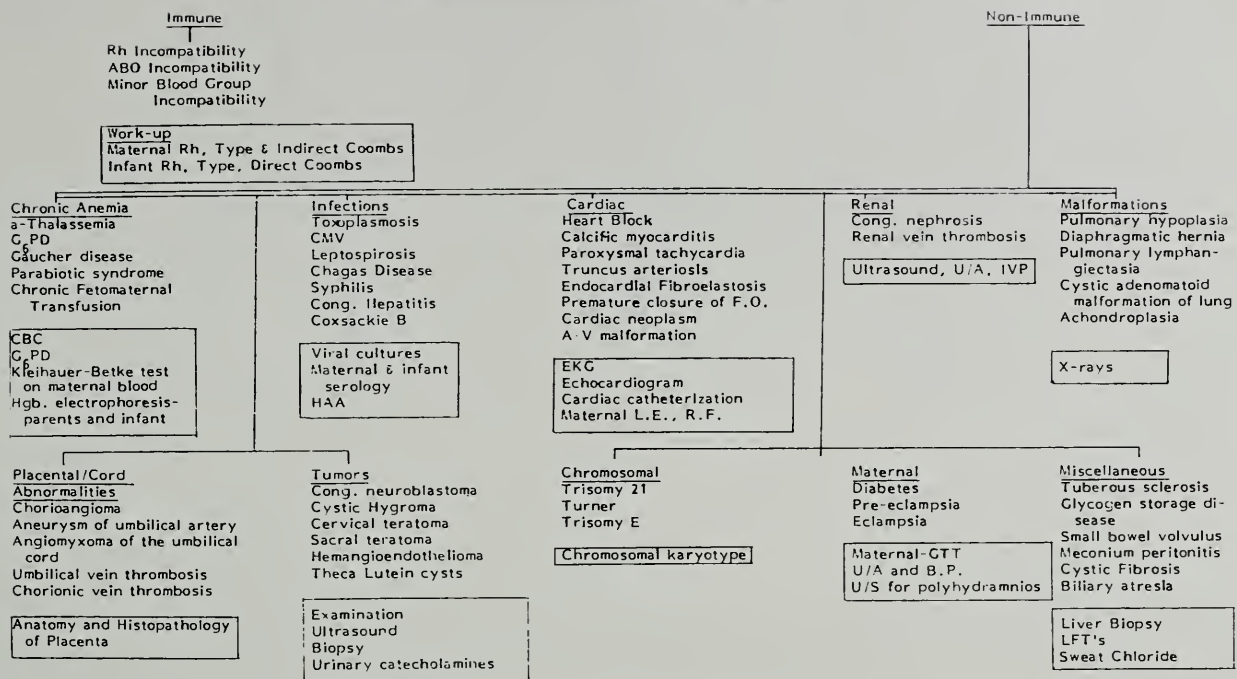 Immune
Rh Incompatibility
ABO Incompatibility
Minor Blood Group
Incompatibility
Work-up
Maternal Rh, Type & Indirect Coombs
Infant Rh, Type, Direct Coombs
Non-Immune
Chronic Anemia
a-Thalassemia
G6PD
Gaucher disease
Parabiotic syndrome
Chronic Fetomaternal
Transfusion
CBC
G6PD
Kleihauer-Betke test
on maternal blood
Hgb. electrophoresis-
parents and infant
Infections
Toxoplasmosis
CMV
Leptospirosis
Chagas Disease
Syphilis
Cong. Hepatitis
Coxsackie B
Viral cultures
Maternal & infant
serology
HAA
Cardiac
Heart Block
Calcific myocarditis
Paroxysmal tachycardia
Truncus arteriosis
Endocardial Fibroelastosis
Premature closure of F.O.
Cardiac neoplasm
A-V malformation
EKG
Echocardiogram
Cardiac catheterization
Maternal L.E., R.F.
Renal
Cong. nephrosis
Renal vein thrombosis
Ultrasound, U/A, IVP
Malformations
Pulmonary hypoplasia
Diaphragmatic hernia
Pulmonary lymphan-
giectasia
Cystic adenomatoid
malformation of lung
Achondroplasia
X-rays
Placental/Cord
Abnormalities
Chorioangioma
Aneurysm of umbilical artery
Angiomyxoma of the umbilical
cord
Umbilical vein thrombosis
Chorionic vein thrombosis
Anatomy and Histopathology
of Placenta
Tumors
Cong. neuroblastoma
Cystic Hygroma
Cervical teratoma
Sacral teratoma
Hemangioendothelioma
Theca Lutein cysts
Examination
Ultrasound
Biopsy
Urinary catecholamines
Chromosomal
Trisomy 21
Turner
Trisomy E
Chromosomal karyotype
Maternal
Diabetes
Pre-eclampsia
Eclampsia
Maternal-GTT
U/A and B.P.
U/S for polyhydramnios
Miscellaneous
Tuberous sclerosis
Glycogen storage di-
sease
Small bowel volvulus
Meconium peritonitis
Cystic Fibrosis
Biliary atresia
Liver Biopsy
LFT's
Sweat Chloride